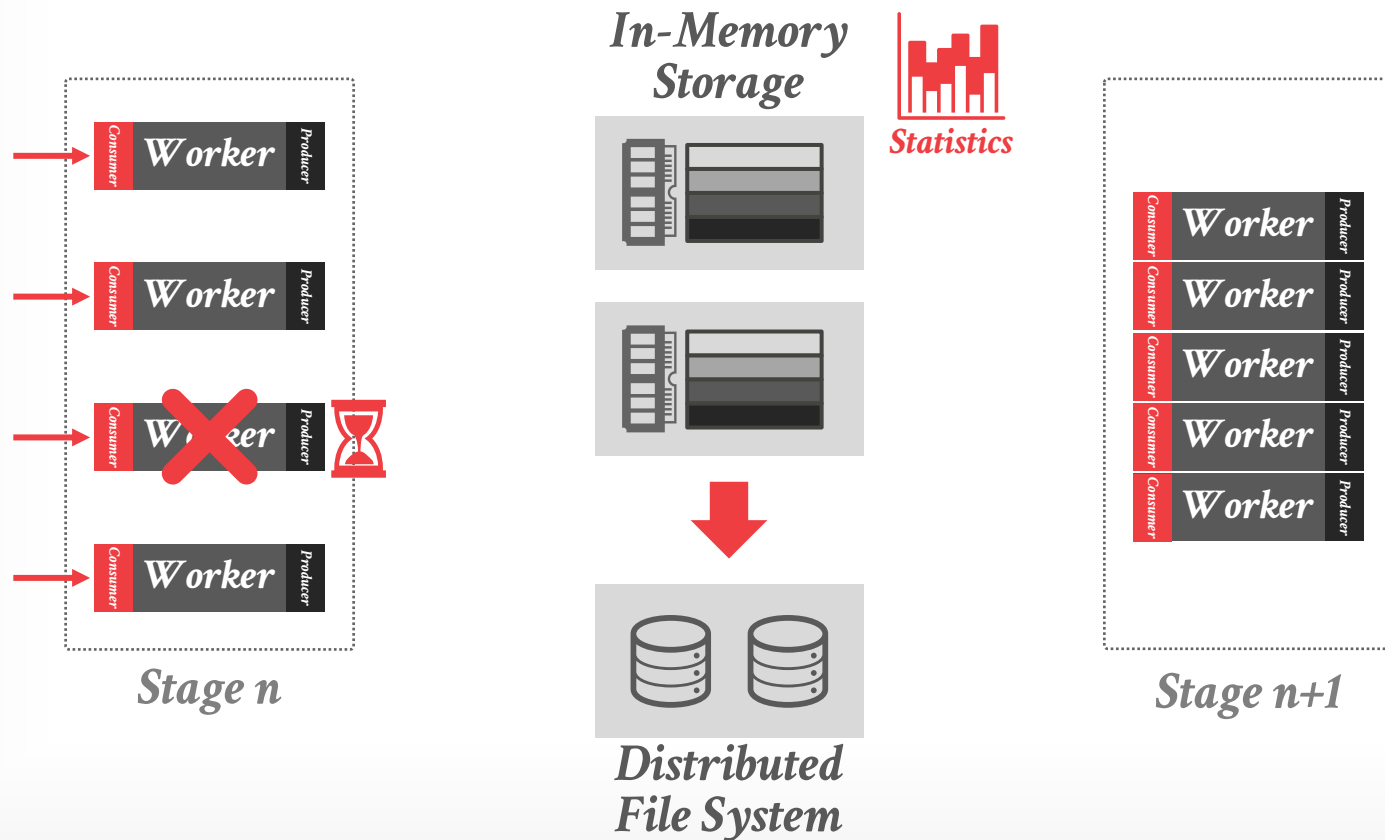 In-Memory
Storage
Statistics
Consumer Worker Producer
Consumer Worker Producer
Consumer Worker Producer
Consumer Worker Producer
Stage n
Consumer Worker Producer
Consumer Worker Producer
Consumer Worker Producer
Consumer Worker Producer
Consumer Worker Producer
Stage n+1
Distributed
File System